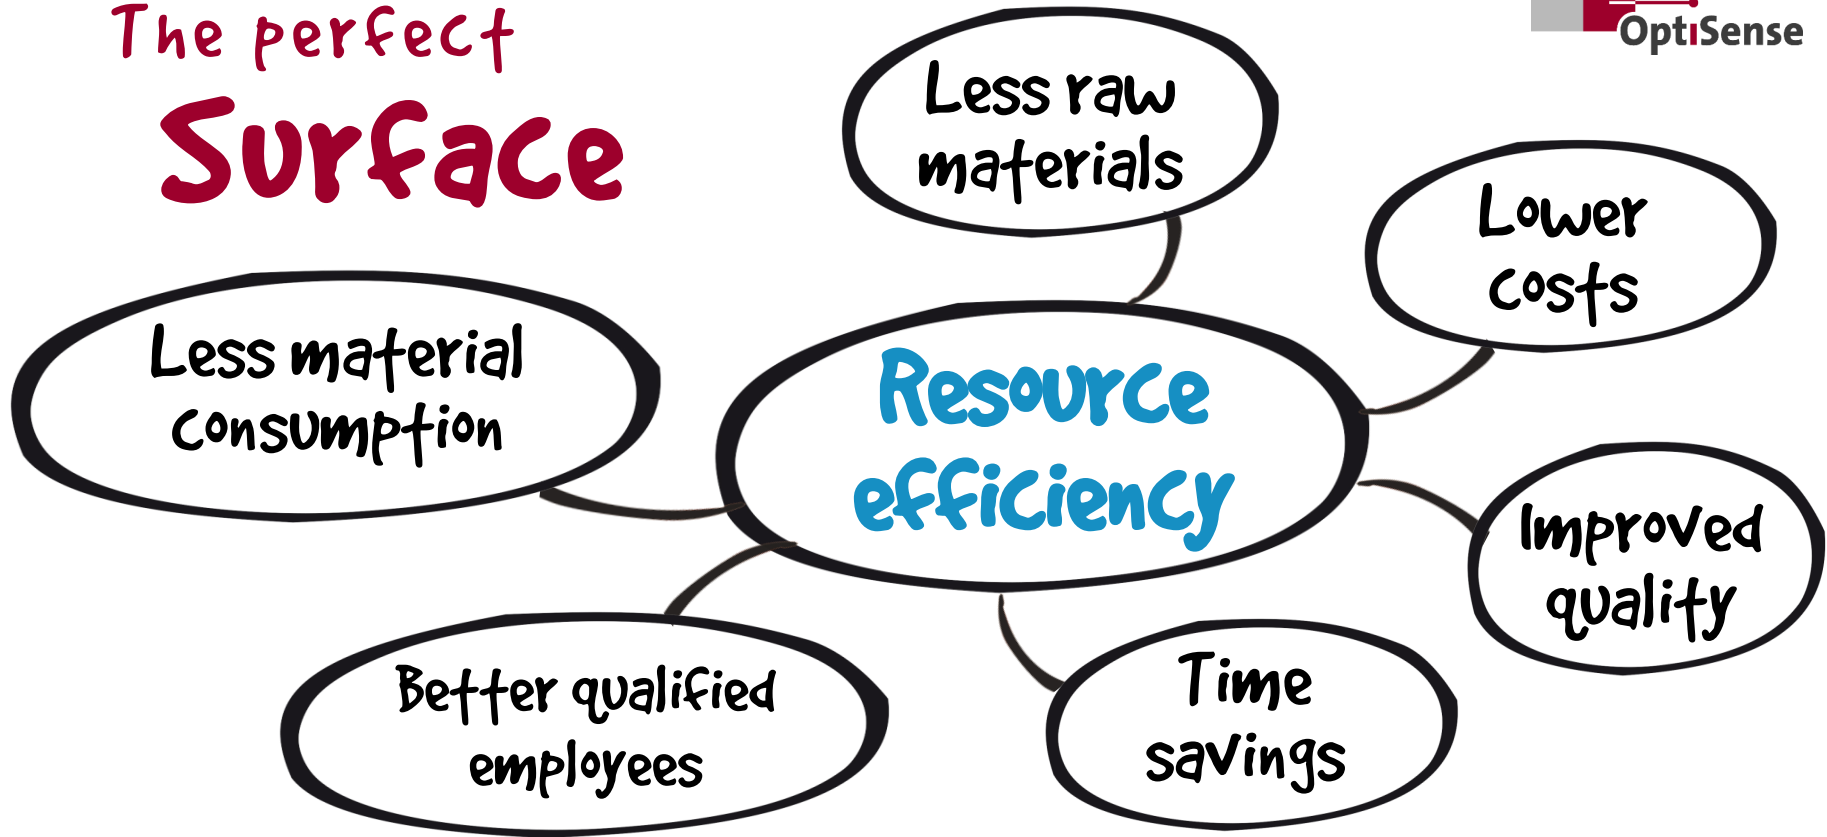 The perfect
Surface
OptiSense
Less raw
materials
Lower
costs
Less material
consumption
Resource
efficiency
Improved
quality
Better qualified
employees
Time
savings